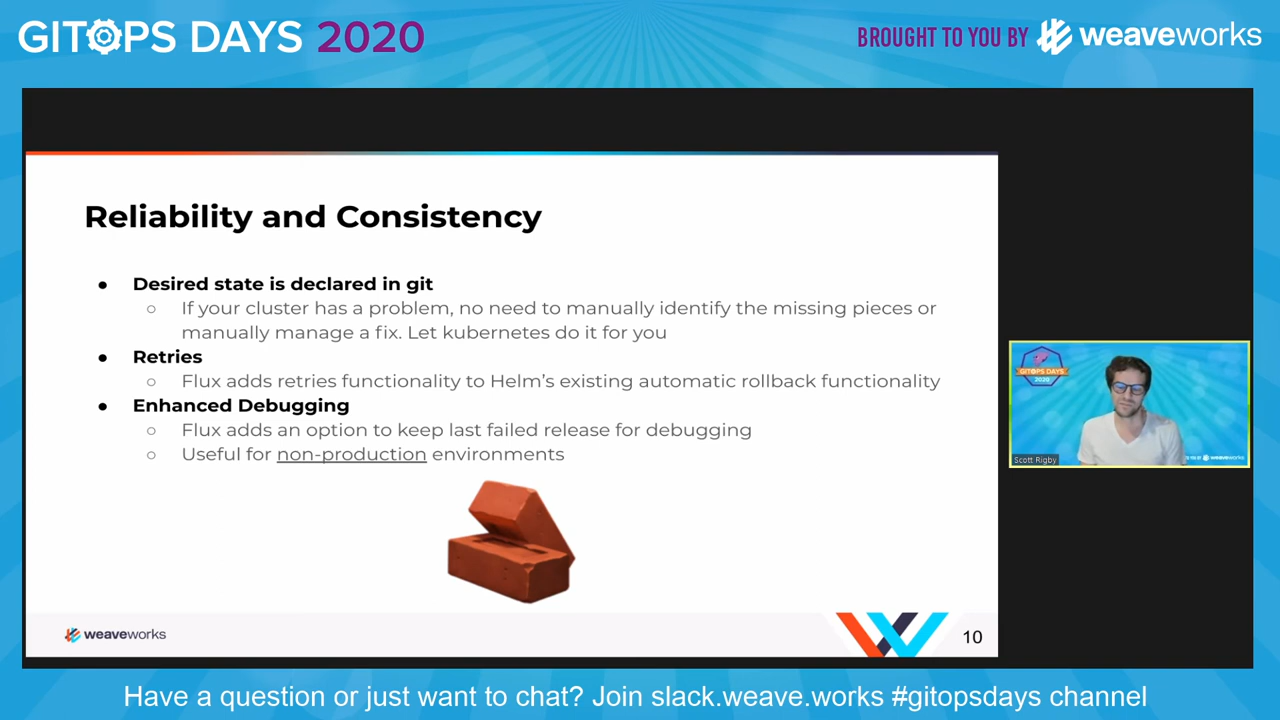 GITOPS DAYS 2020
BROUGHT TO YOU BY weaveworks
Reliability and Consistency
● Desired state is declared in git
○ If your cluster has a problem, no need to manually identify the missing pieces or
manually manage a fix. Let kubernetes do it for you
● Retries
○ Flux adds retries functionality to Helm's existing automatic rollback functionality
● Enhanced Debugging
○ Flux adds an option to keep last failed release for debugging
○ Useful for non-production environments
GITOPS DAYS
2020
Scott Rigby
TO YOU BY weaveworks
weaveworks
10
Have a question or just want to chat? Join slack.weave.works #gitopsdays channel